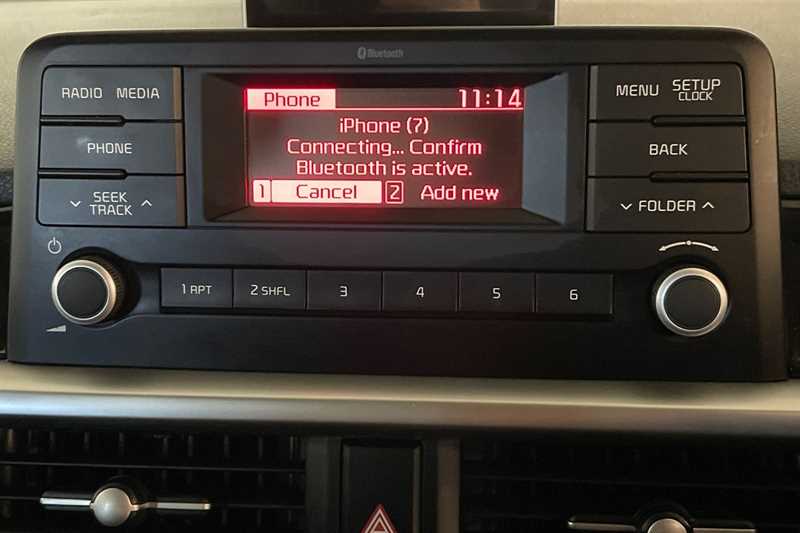 Bluetooth
RADIO MEDIA
PHONE
SEEK
TRACK
Phone 11:14
iPhone (7)
Connecting... Confirm
Bluetooth is active.
1 Cancel 2 Add new
MENU SETUP
CLOCK
BACK
FOLDER
1 RPT 2 SHFL 3 4 5 6